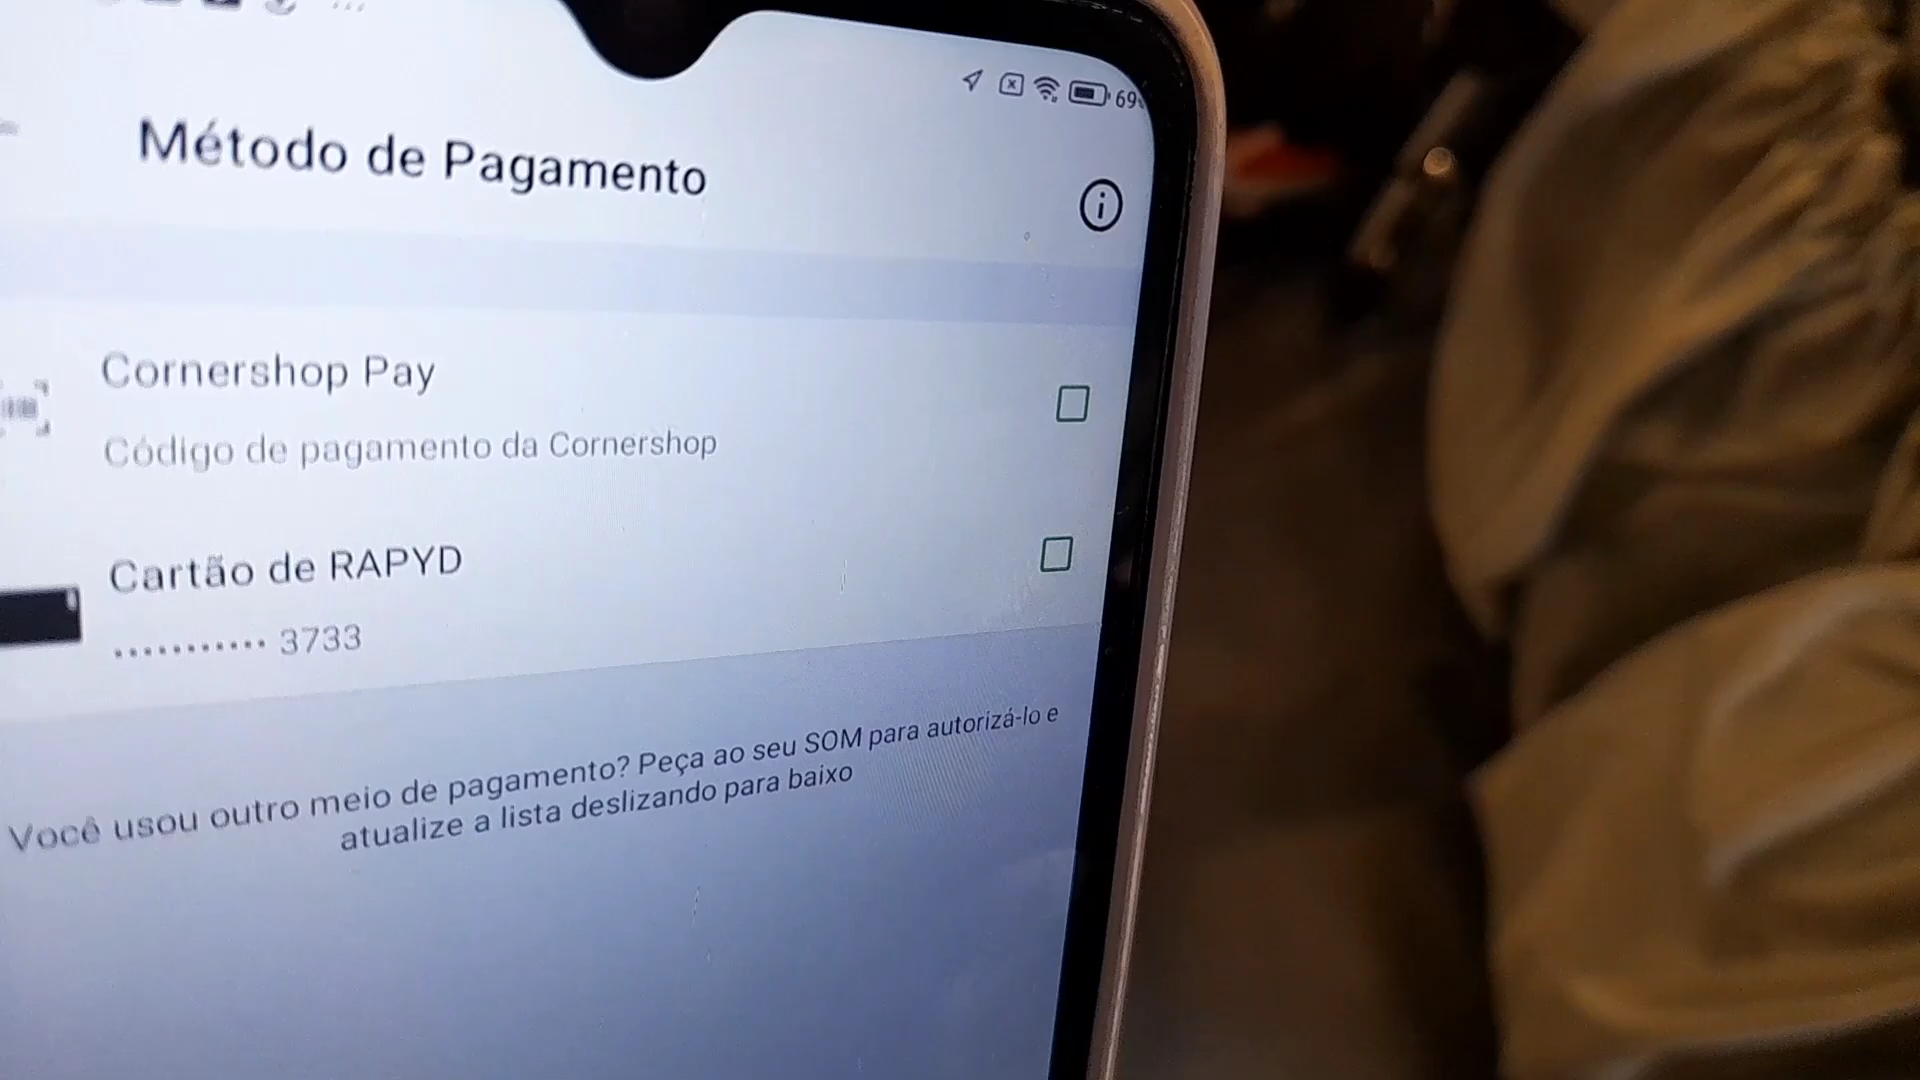 69%
Método de Pagamento
Cornershop Pay
Código de pagamento da Cornershop
Cartão de RAPYD
........... 3733
Você usou outro meio de pagamento? Peça ao seu SOM para autorizá-lo e
atualize a lista deslizando para baixo